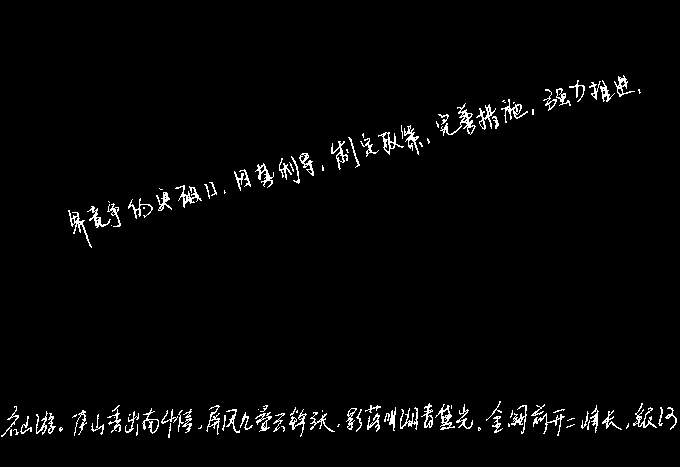 界竞争的突破口,因势利导,制定政策,完善措施,强力推进,
名山游。庐山秀出南斗傍,屏风九叠云锦张,影落明湖青黛光。金阙前开二峰长,银河